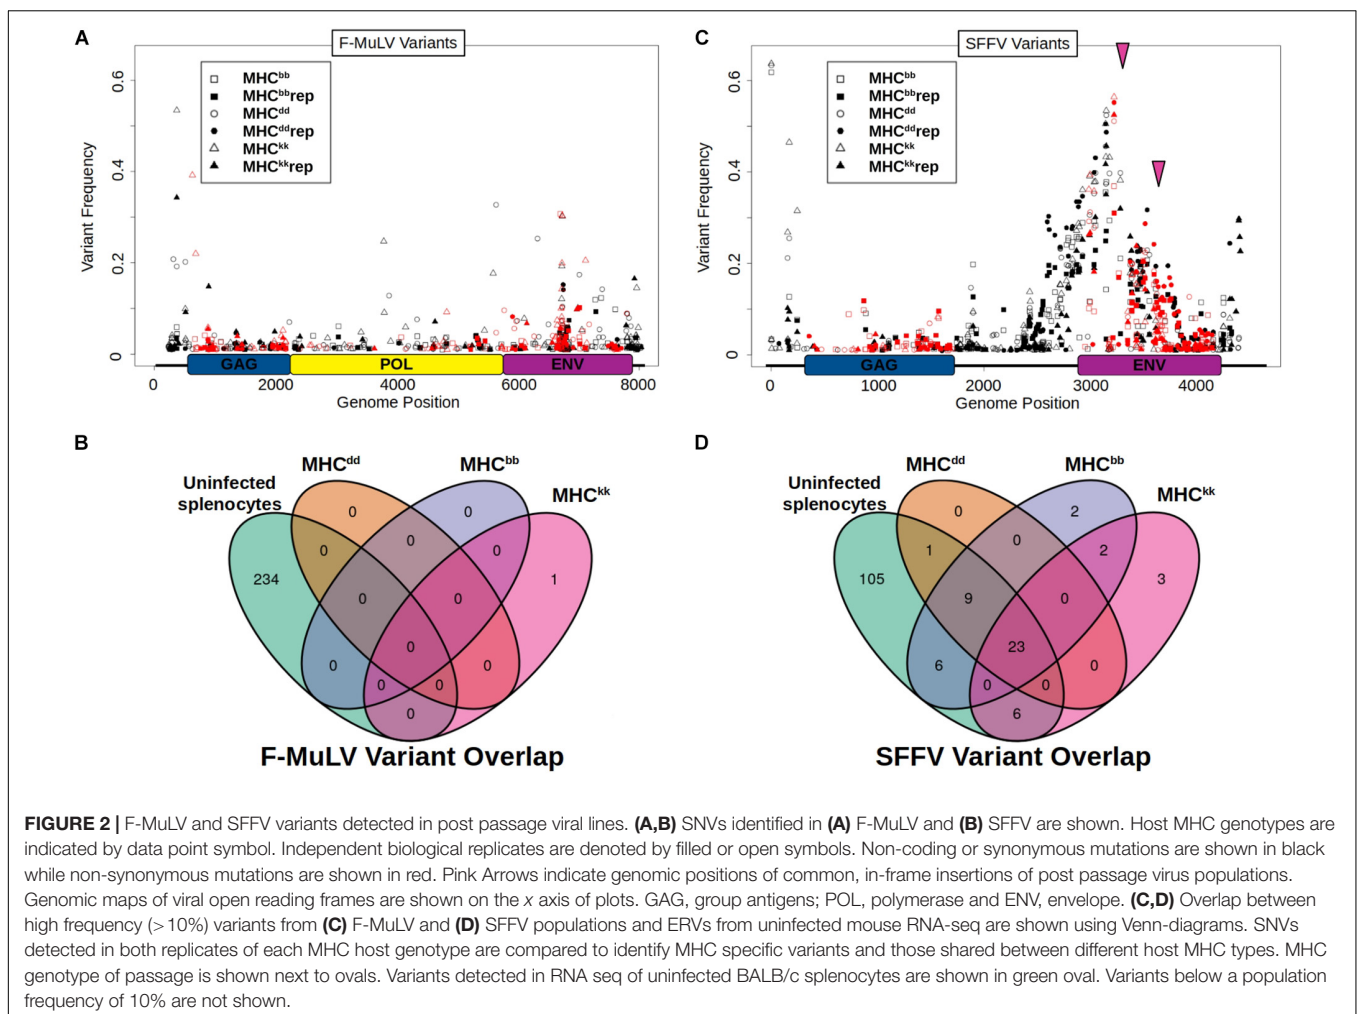 A
F-MuLV Variants
MHCbb
MHCbbrep
MHCdd
MHCddrep
MHCkk
MHCkkrep
Variant Frequency
0.6
0.4
0.2
0
GAG
POL
ENV
0 2000 4000 6000 8000
Genome Position
C
SFFV Variants
MHCbb
MHCbbrep
MHCdd
MHCddrep
MHCkk
MHCkkrep
Variant Frequency
0.6
0.4
0.2
0
GAG
ENV
0 1000 2000 3000 4000
Genome Position
B
Uninfected
splenocytes
MHCdd
MHCbb
MHCkk
0 0
0 0 0
234 1
0 0
0
0 0
0 0
0
F-MuLV Variant Overlap
D
Uninfected
splenocytes
MHCdd
MHCbb
MHCkk
0 2
1 0 2
105 3
9 0
23
6 0
0 0
6
SFFV Variant Overlap
FIGURE 2 | F-MuLV and SFFV variants detected in post passage viral lines. (A,B) SNVs identified in (A) F-MuLV and (B) SFFV are shown. Host MHC genotypes are
indicated by data point symbol. Independent biological replicates are denoted by filled or open symbols. Non-coding or synonymous mutations are shown in black
while non-synonymous mutations are shown in red. Pink Arrows indicate genomic positions of common, in-frame insertions of post passage virus populations.
Genomic maps of viral open reading frames are shown on the x axis of plots. GAG, group antigens; POL, polymerase and ENV, envelope. (C,D) Overlap between
high frequency (>10%) variants from (C) F-MuLV and (D) SFFV populations and ERVs from uninfected mouse RNA-seq are shown using Venn-diagrams. SNVs
detected in both replicates of each MHC host genotype are compared to identify MHC specific variants and those shared between different host MHC types. MHC
genotype of passage is shown next to ovals. Variants detected in RNA seq of uninfected BALB/c splenocytes are shown in green oval. Variants below a population
frequency of 10% are not shown.